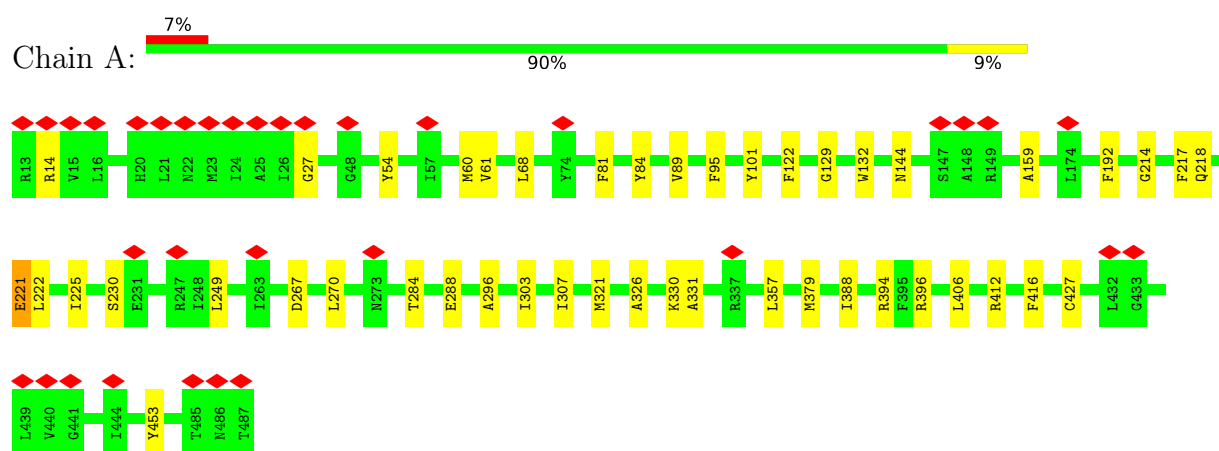 7%
Chain A:
90% 9%
R13 R14 V15 L16 H20 L21 N22 M23 I24 A25 I26 G27 G48 Y54 I57 M60 V61 L68 Y74 F81 Y84 V89 F95 Y101 F122 G129 W132 N144 S147 A148 R149 A159 L174 F192 G214 F217 Q218
E221 L222 I225 S230 E231 R247 I248 L249 I263 D267 L270 N273 T284 E288 A296 I303 I307 M321 A326 K330 A331 R337 L357 M379 I388 R394 F395 R396 L406 R412 F416 C427 L432 G433
L439 V440 G441 I444 Y453 T485 N486 T487